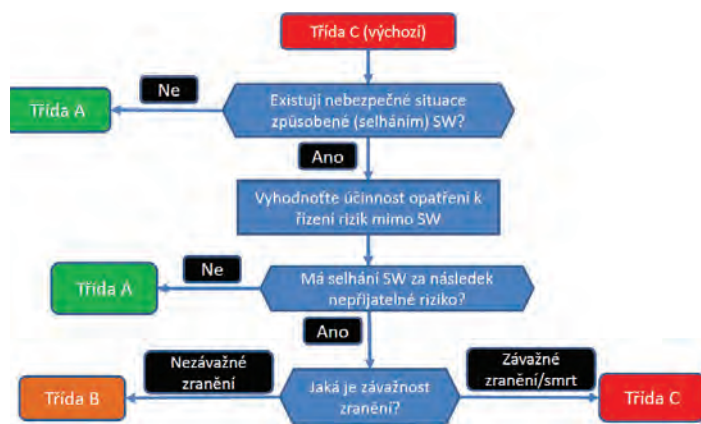 Třída C (výchozí)
Ne
Třída A
Existují nebezpečné situace
způsobené (selháním) SW?
Ano
Vyhodnoťte účinnost opatření k
řízení rizik mimo SW
Ne
Třída A
Má selhání SW za následek
nepřijatelné riziko?
Ano
Nezávažné
zranění
Závažné
zranění/smrt
Třída B
Jaká je závažnost
zranění?
Třída C